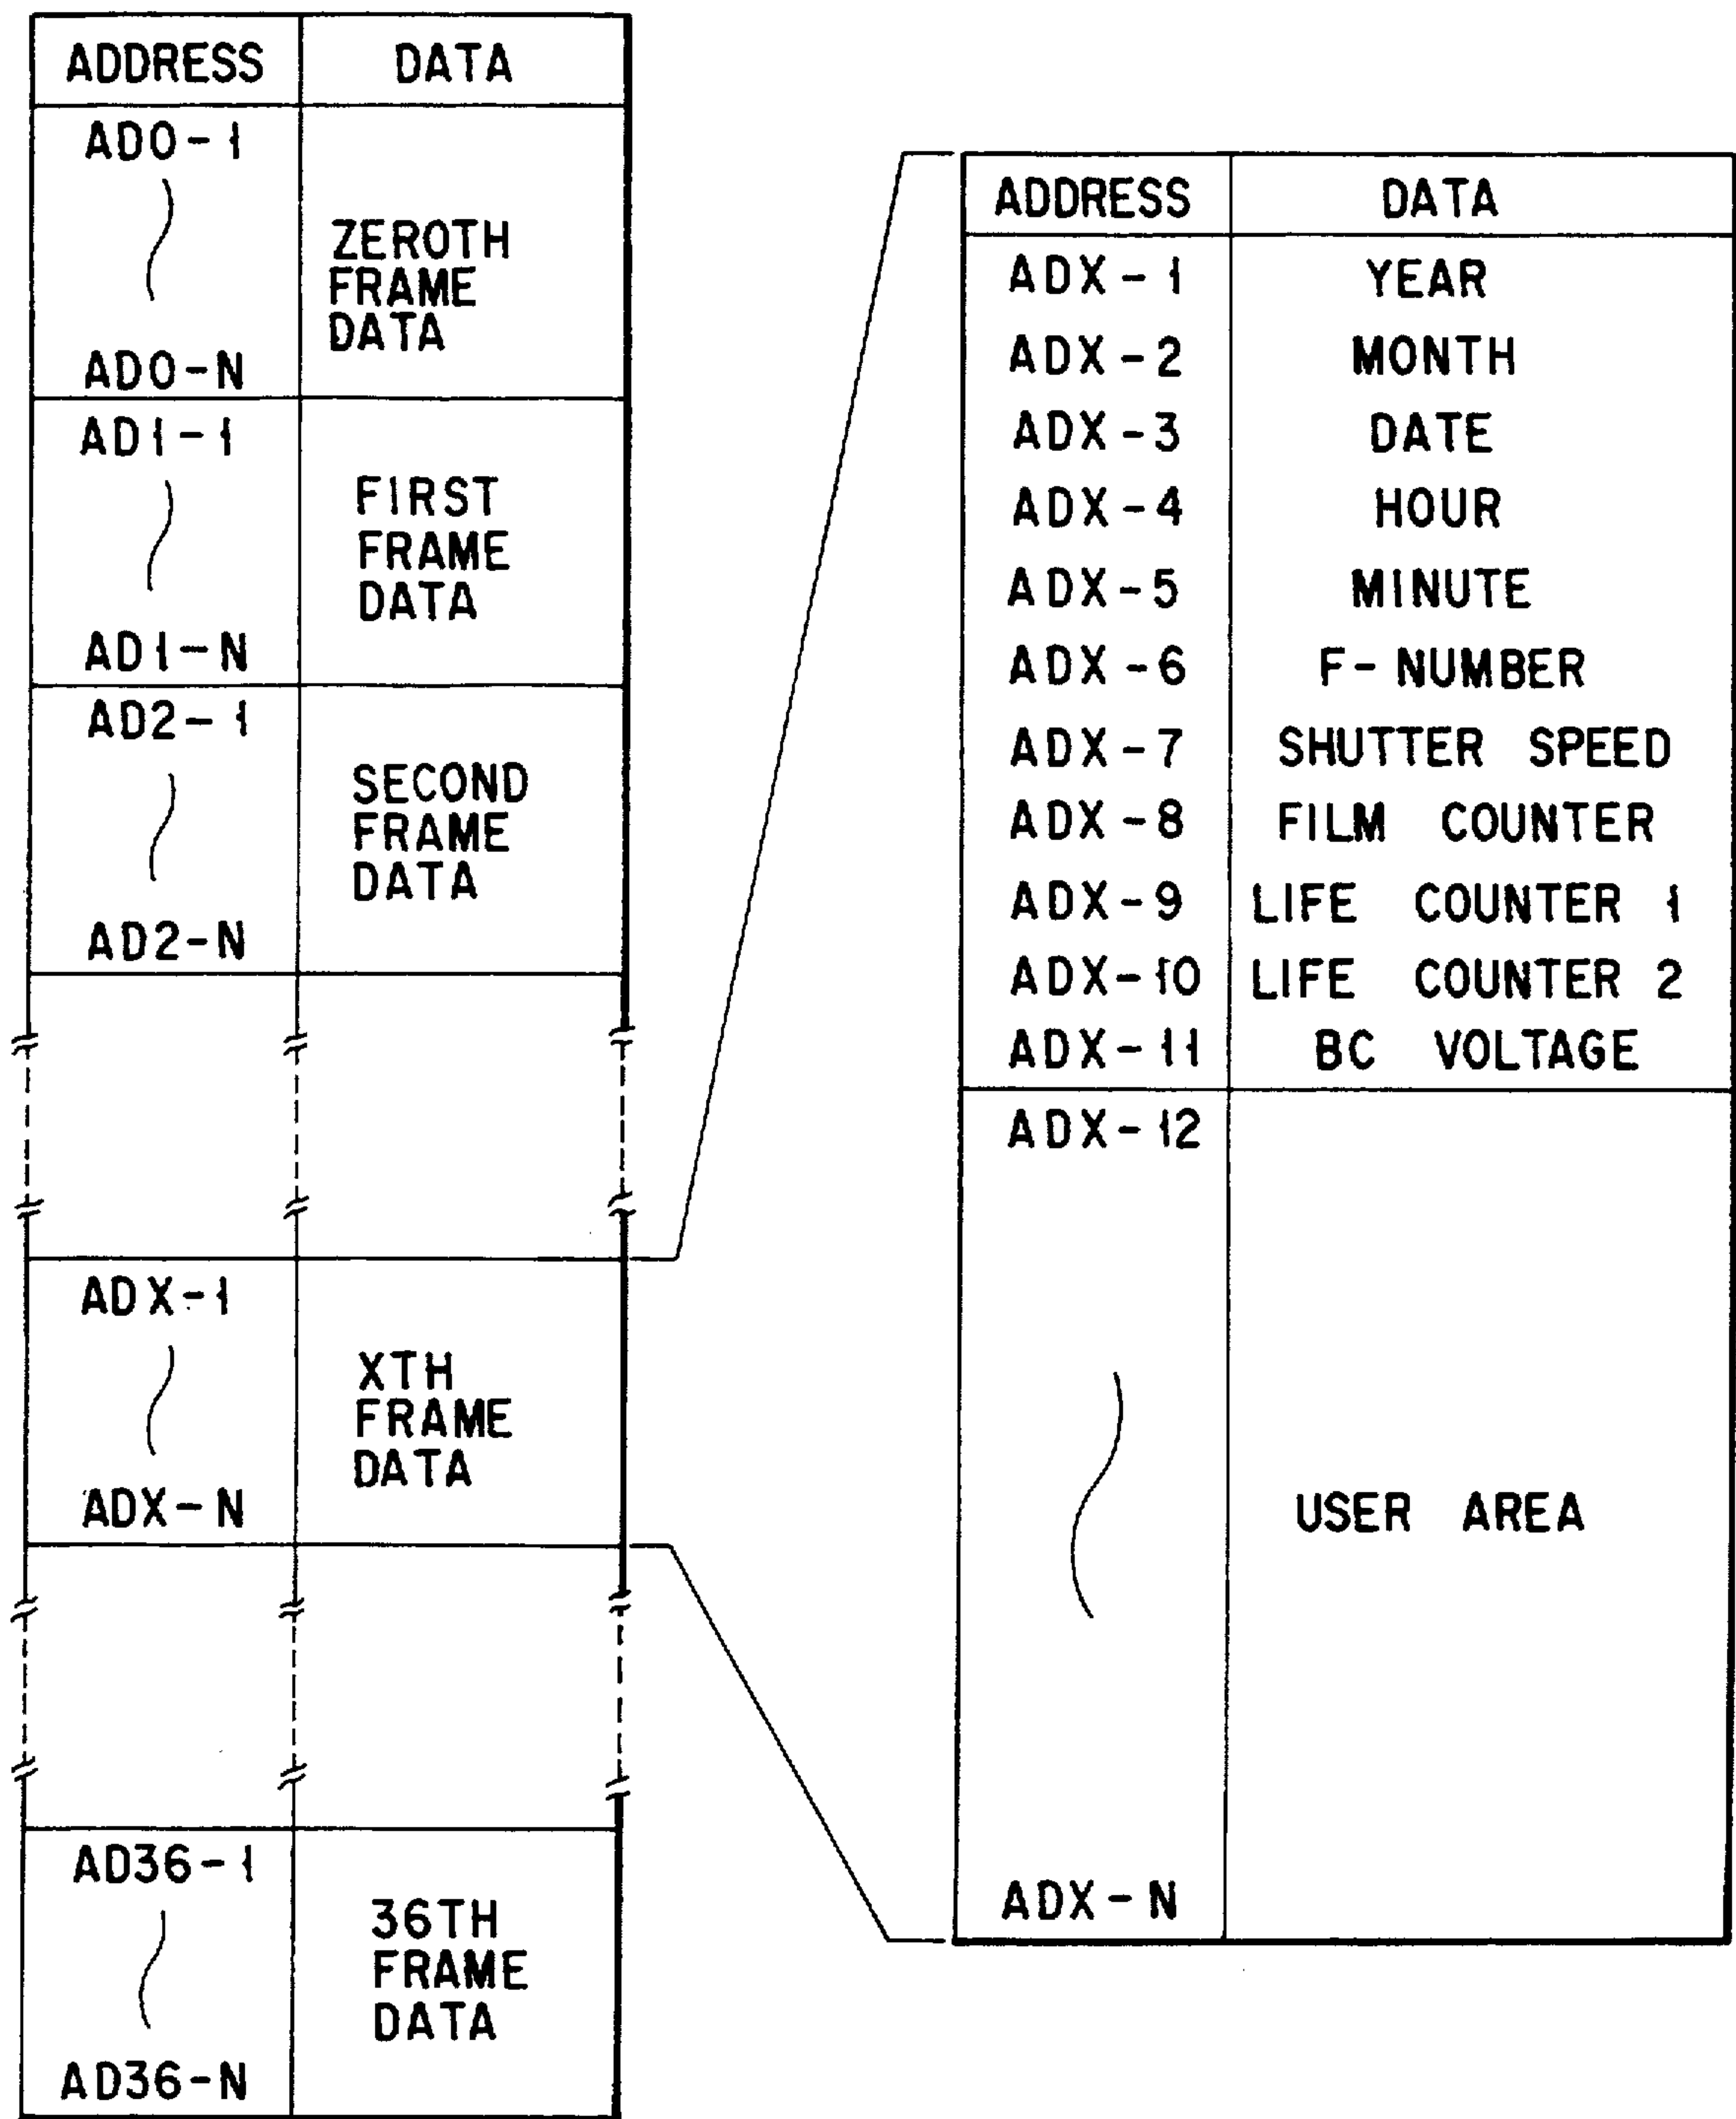 ADDRESS DATA
AD0-1
ZEROTH
FRAME
DATA
AD0-N
AD1-1
FIRST
FRAME
DATA
AD1-N
AD2-1
SECOND
FRAME
DATA
AD2-N
ADX-1
XTH
FRAME
DATA
ADX-N
AD36-1
36TH
FRAME
DATA
AD36-N
ADDRESS DATA
ADX-1 YEAR
ADX-2 MONTH
ADX-3 DATE
ADX-4 HOUR
ADX-5 MINUTE
ADX-6 F-NUMBER
ADX-7 SHUTTER SPEED
ADX-8 FILM COUNTER
ADX-9 LIFE COUNTER 1
ADX-10 LIFE COUNTER 2
ADX-11 BC VOLTAGE
ADX-12
USER AREA
ADX-N